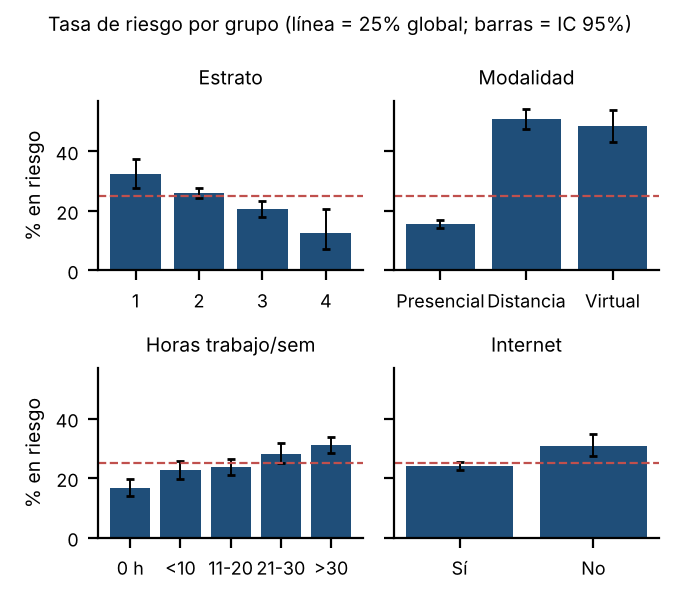 Tasa de riesgo por grupo (línea = 25% global; barras = IC 95%)
Estrato
% en riesgo
40
20
0
1 2 3 4
Modalidad
Presencial Distancia Virtual
Horas trabajo/sem
% en riesgo
40
20
0
0 h <10 11-20 21-30 >30
Internet
Sí No